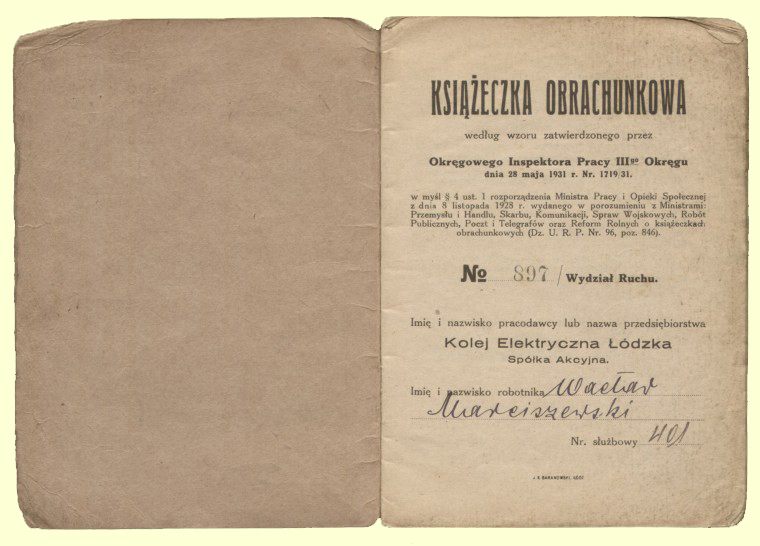 KSIĄŻECZKA OBRACHUNKOWA
według wzoru zatwierdzonego przez
Okręgowego Inspektora Pracy IIIgo Okręgu
dnia 28 maja 1931 r. Nr. 1719/31.
w myśl § 4 ust. 1 rozporządzenia Ministra Pracy i Opieki Społecznej
z dnia 8 listopada 1928 r. wydanego w porozumieniu z Ministrami:
Przemysłu i Handlu, Skarbu, Komunikacji, Spraw Wojskowych, Robót
Publicznych, Poczt i Telegrafów oraz Reform Rolnych o książeczkach
obrachunkowych (Dz. U. R. P. Nr. 96, poz. 846).
No 897 / Wydział Ruchu.
Imię i nazwisko pracodawcy lub nazwa przedsiębiorstwa
Kolej Elektryczna Łódzka
Spółka Akcyjna.
Imię i nazwisko robotnika Wacław
Marciszewski
Nr. służbowy 401
BARANOWSKI, ŁÓDŹ